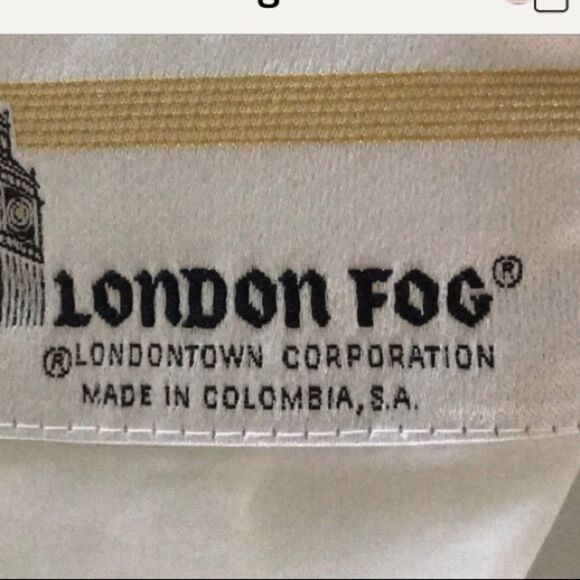 LONDON FOG®
®LONDONTOWN CORPORATION
MADE IN COLOMBIA, S.A.